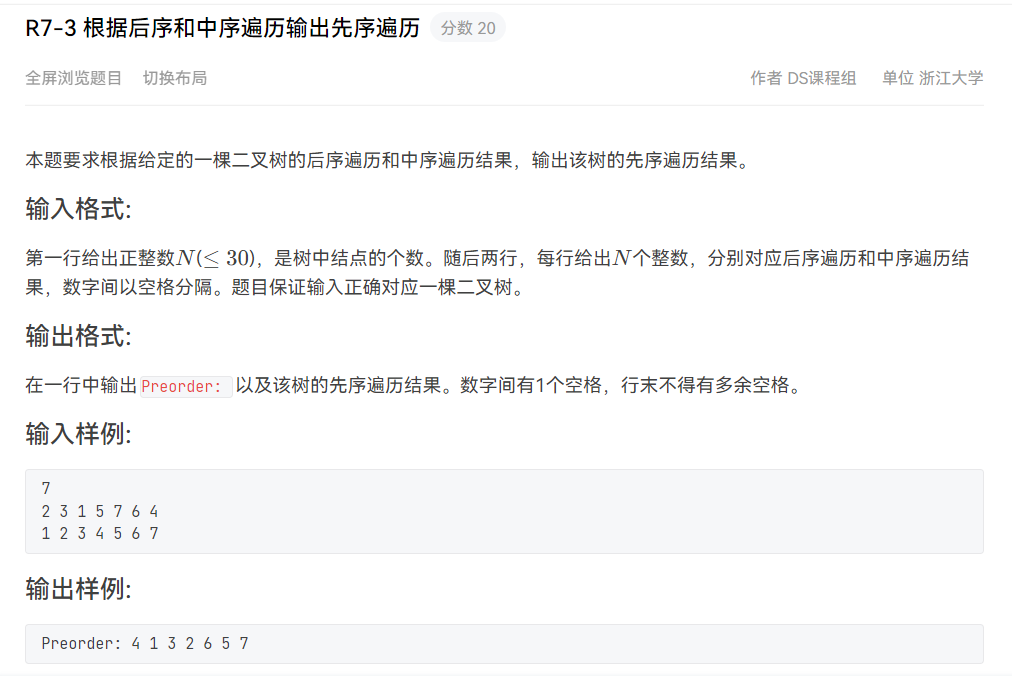 R7-3 根据后序和中序遍历输出先序遍历 分数 20
全屏浏览题目 切换布局 作者 DS课程组 单位 浙江大学
本题要求根据给定的一棵二叉树的后序遍历和中序遍历结果，输出该树的先序遍历结果。
输入格式:
第一行给出正整数N(≤ 30)，是树中结点的个数。随后两行，每行给出N个整数，分别对应后序遍历和中序遍历结
果，数字间以空格分隔。题目保证输入正确对应一棵二叉树。
输出格式:
在一行中输出Preorder: 以及该树的先序遍历结果。数字间有1个空格，行末不得有多余空格。
输入样例:
7
2 3 1 5 7 6 4
1 2 3 4 5 6 7
输出样例:
Preorder: 4 1 3 2 6 5 7